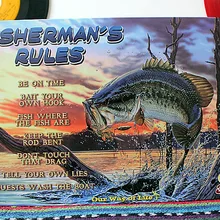 SHERMAN'S
RULES
BE ON TIME
BAIT YOUR
OWN HOOK
FISH WHERE
THE FISH ARE
KEEP THE
ROD BENT
DON'T TOUCH
THAT DRAG
TELL YOUR OWN LIES
UESTS WASH THE BOAT
Our Way of Life